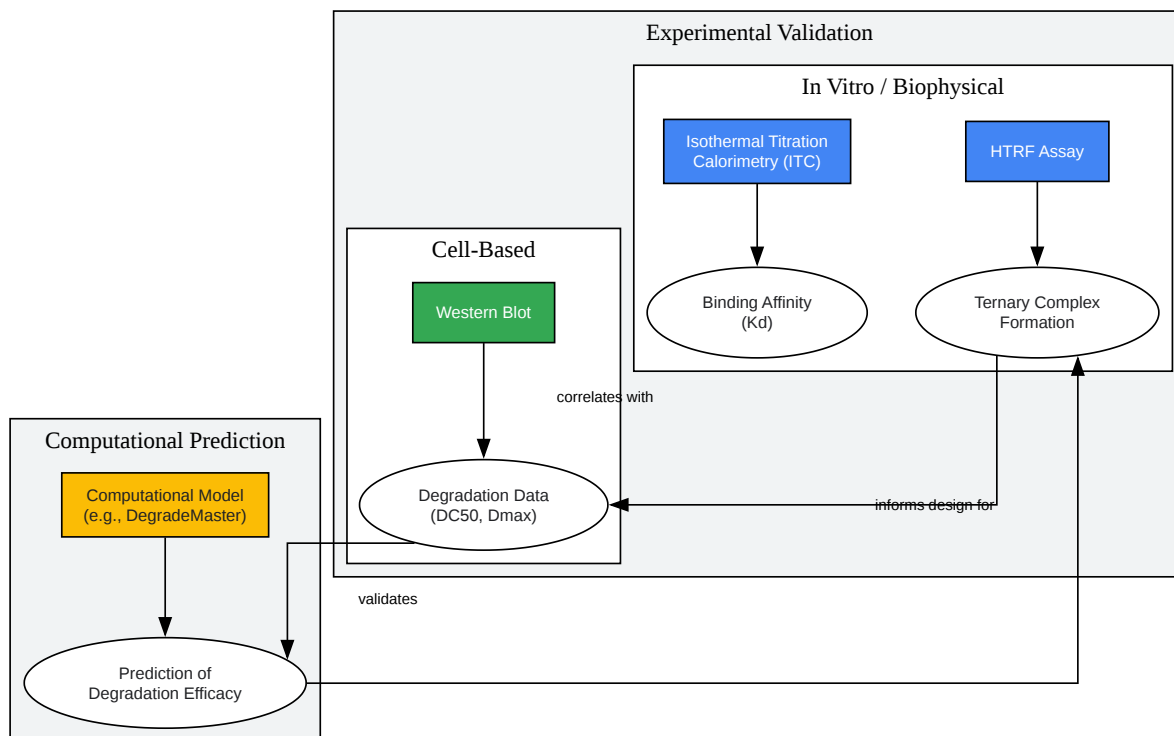 Experimental Validation
In Vitro / Biophysical
Isothermal Titration
Calorimetry (ITC)
HTRF Assay
Binding Affinity
(Kd)
Ternary Complex
Formation
Cell-Based
Western Blot
correlates with
Degradation Data
(DC50, Dmax)
informs design for
validates
Computational Prediction
Computational Model
(e.g., DegradeMaster)
Prediction of
Degradation Efficacy